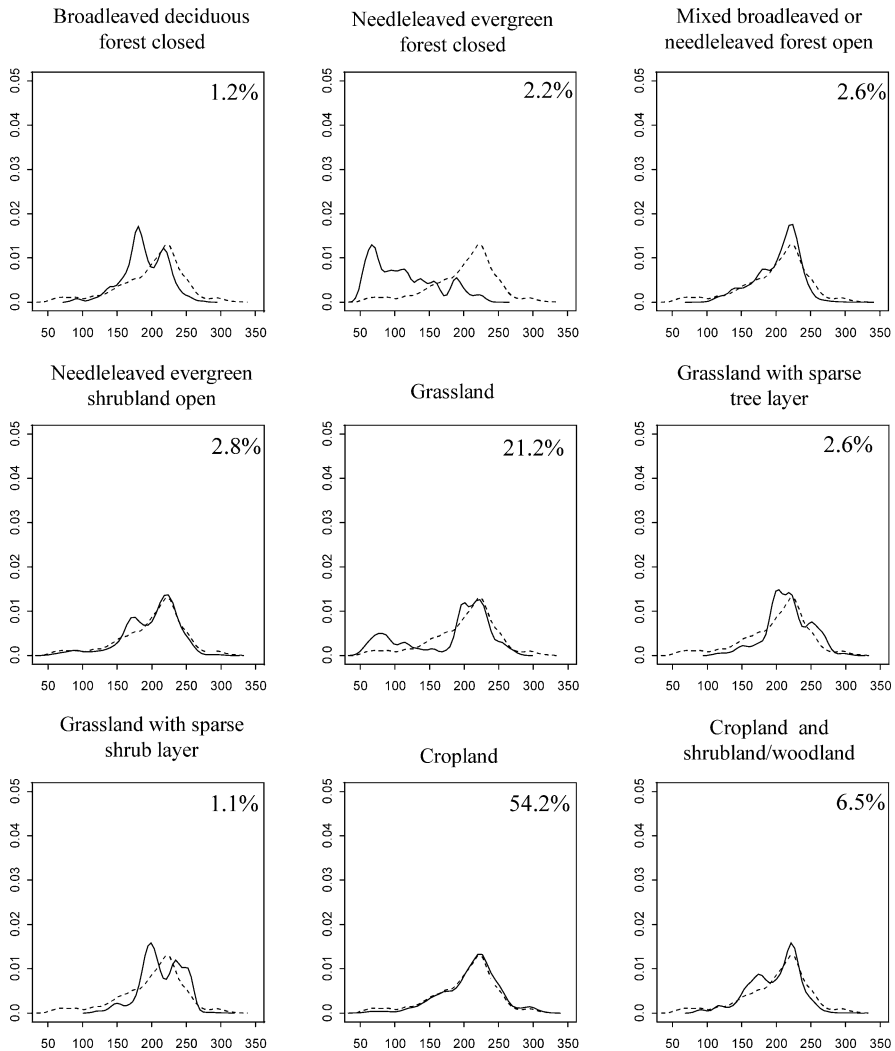 Broadleaved deciduous
forest closed
Needleleaved evergreen
forest closed
Mixed broadleaved or
needleleaved forest open
0.05
0.04
0.03
0.02
0.01
0.0
1.2%
50 100 150 200 250 300 350
0.05
0.04
0.03
0.02
0.01
0.0
2.2%
50 100 150 200 250 300 350
0.05
0.04
0.03
0.02
0.01
0.0
2.6%
50 100 150 200 250 300 350
Needleleaved evergreen
shrubland open
Grassland
Grassland with sparse
tree layer
0.05
0.04
0.03
0.02
0.01
0.0
2.8%
50 100 150 200 250 300 350
0.05
0.04
0.03
0.02
0.01
0.0
21.2%
50 100 150 200 250 300 350
0.05
0.04
0.03
0.02
0.01
0.0
2.6%
50 100 150 200 250 300 350
Grassland with sparse
shrub layer
Cropland
Cropland and
shrubland/woodland
0.05
0.04
0.03
0.02
0.01
0.0
1.1%
50 100 150 200 250 300 350
0.05
0.04
0.03
0.02
0.01
0.0
54.2%
50 100 150 200 250 300 350
0.05
0.04
0.03
0.02
0.01
0.0
6.5%
50 100 150 200 250 300 350